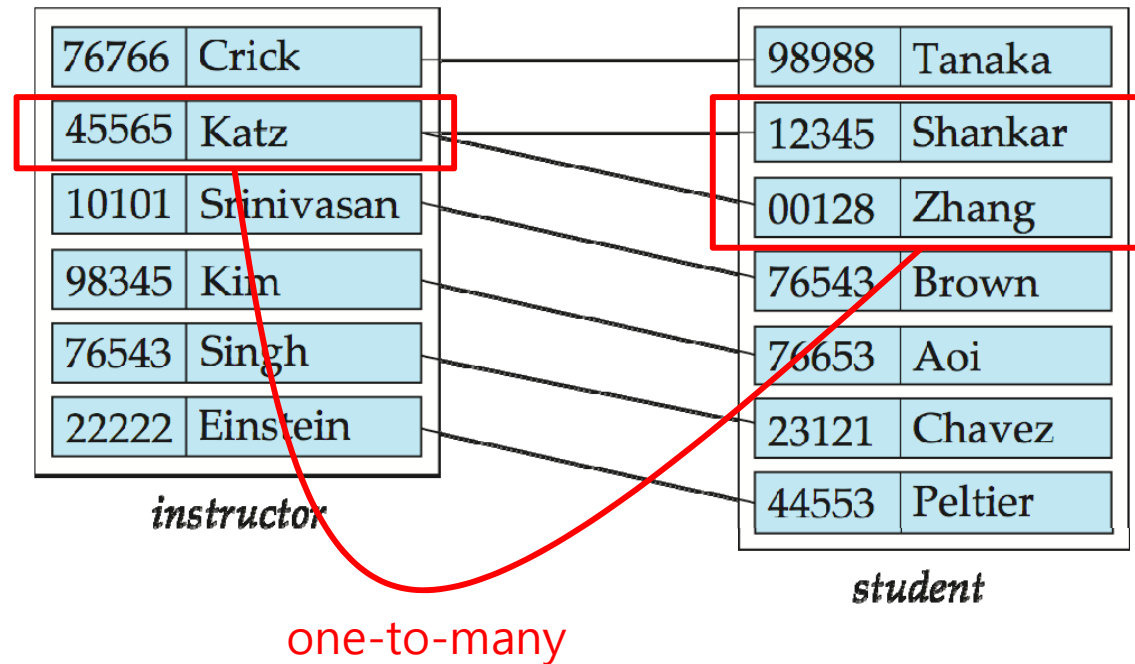 76766 Crick
45565 Katz
10101 Srinivasan
98345 Kim
76543 Singh
22222 Einstein
instructor
98988 Tanaka
12345 Shankar
00128 Zhang
76543 Brown
76653 Aoi
23121 Chavez
44553 Peltier
student
one-to-many